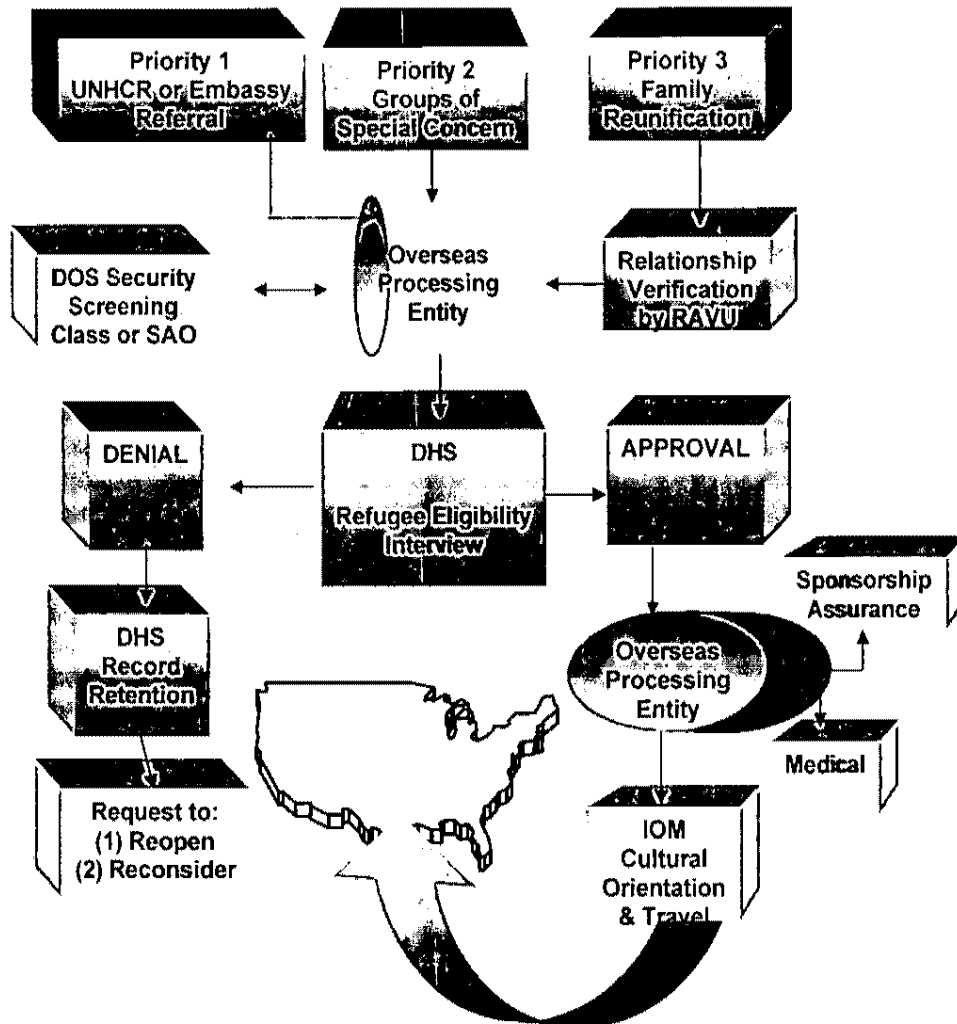 Priority 1
UNHCR or Embassy
Referral
Priority 2
Groups of
Special Concern
Priority 3
Family
Reunification
DOS Security
Screening
Class or SAO
Overseas
Processing
Entity
Relationship
Verification
by RAVU
DENIAL
DHS
Refugee Eligibility
Interview
APPROVAL
DHS
Record
Retention
Overseas
Processing
Entity
Sponsorship
Assurance
Medical
Request to:
(1) Reopen
(2) Reconsider
IOM
Cultural
Orientation
& Travel